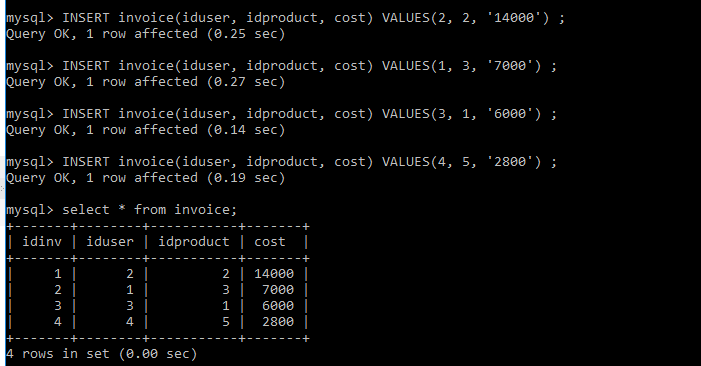 mysql> INSERT invoice(iduser, idproduct, cost) VALUES(2, 2, '14000') ;
Query OK, 1 row affected (0.25 sec)
mysql> INSERT invoice(iduser, idproduct, cost) VALUES(1, 3, '7000') ;
Query OK, 1 row affected (0.27 sec)
mysql> INSERT invoice(iduser, idproduct, cost) VALUES(3, 1, '6000') ;
Query OK, 1 row affected (0.14 sec)
mysql> INSERT invoice(iduser, idproduct, cost) VALUES(4, 5, '2800') ;
Query OK, 1 row affected (0.19 sec)
mysql> select * from invoice;
+-------+--------+-----------+-------+
| idinv | iduser | idproduct | cost  |
+-------+--------+-----------+-------+
|     1 |      2 |         2 | 14000 |
|     2 |      1 |         3 |  7000 |
|     3 |      3 |         1 |  6000 |
|     4 |      4 |         5 |  2800 |
+-------+--------+-----------+-------+
4 rows in set (0.00 sec)